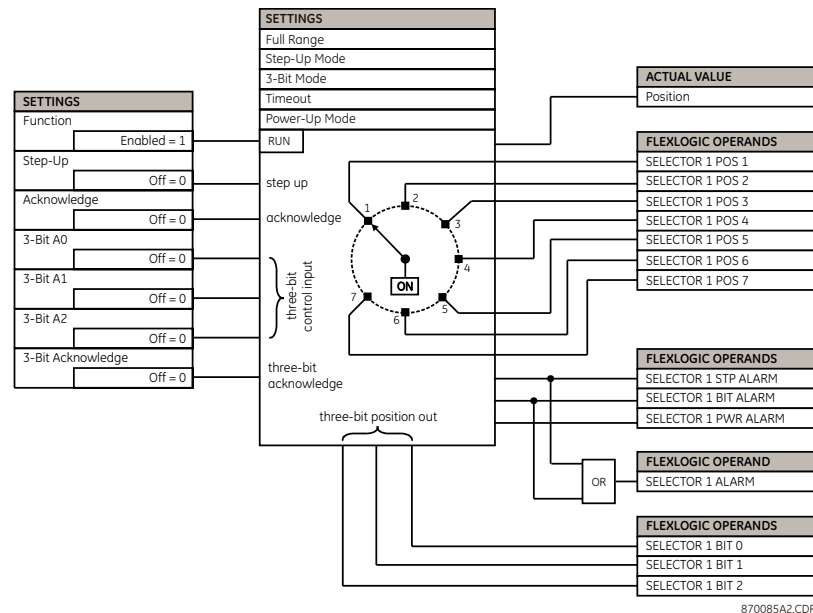 SETTINGS
Full Range
Step-Up Mode
3-Bit Mode
Timeout
Power-Up Mode
RUN
SETTINGS
Function
Enabled = 1
Step-Up
Off = 0
Acknowledge
Off = 0
3-Bit A0
Off = 0
3-Bit A1
Off = 0
3-Bit A2
Off = 0
3-Bit Acknowledge
Off = 0
step up
acknowledge
three-bit
control input
three-bit
acknowledge
1
2
3
4
5
6
7
ON
three-bit position out
ACTUAL VALUE
Position
FLEXLOGIC OPERANDS
SELECTOR 1 POS 1
SELECTOR 1 POS 2
SELECTOR 1 POS 3
SELECTOR 1 POS 4
SELECTOR 1 POS 5
SELECTOR 1 POS 6
SELECTOR 1 POS 7
FLEXLOGIC OPERANDS
SELECTOR 1 STP ALARM
SELECTOR 1 BIT ALARM
SELECTOR 1 PWR ALARM
OR
FLEXLOGIC OPERAND
SELECTOR 1 ALARM
FLEXLOGIC OPERANDS
SELECTOR 1 BIT 0
SELECTOR 1 BIT 1
SELECTOR 1 BIT 2
870085A2.CDR